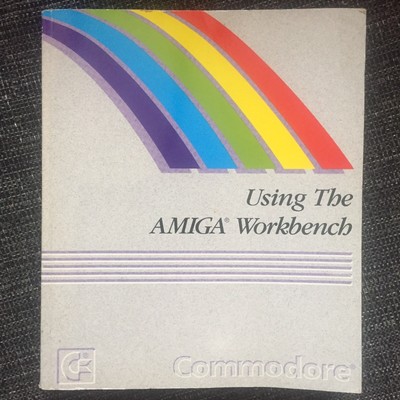 Using The
AMIGA® Workbench
Commodore®